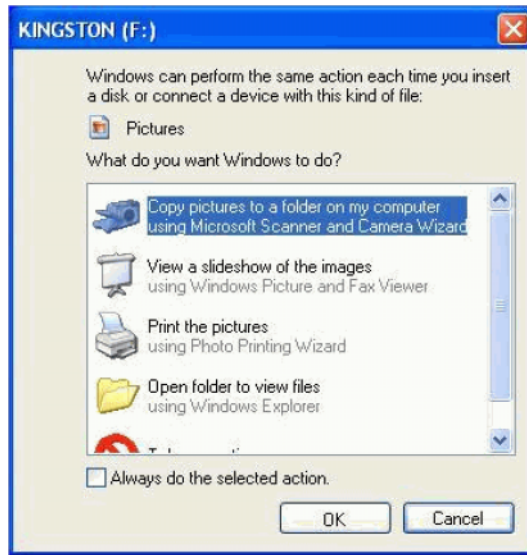 KINGSTON (F:)
Windows can perform the same action each time you insert
a disk or connect a device with this kind of file:
Pictures
What do you want Windows to do?
Copy pictures to a folder on my computer
using Microsoft Scanner and Camera Wizard
View a slideshow of the images
using Windows Picture and Fax Viewer
Print the pictures
using Photo Printing Wizard
Open folder to view files
using Windows Explorer
Always do the selected action.
OK
Cancel